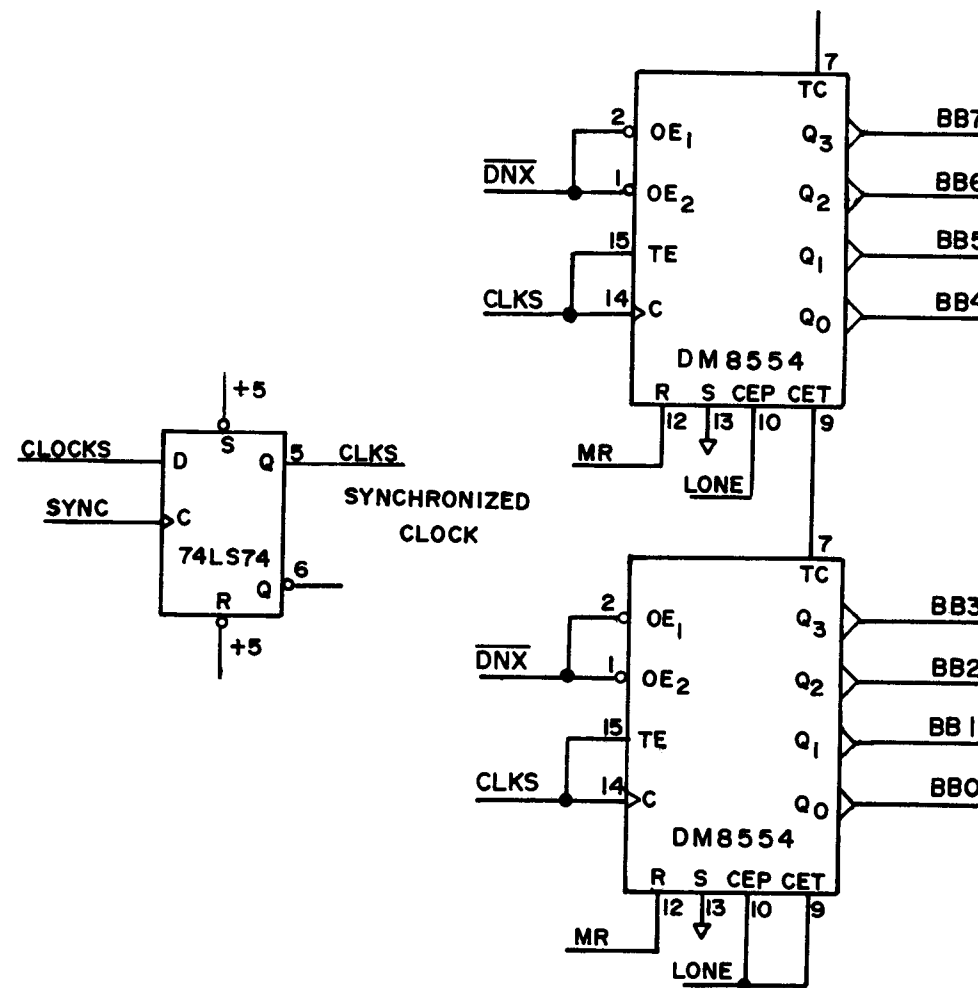 7
TC
2
OE1
Q3
BB7
DNX
1
OE2
Q2
BB6
15
TE
Q1
BB5
CLKS
14
C
Q0
BB4
DM8554
R
S
CEP
CET
12
13
10
9
MR
LONE
+5
S
CLOCKS
D
Q
5
CLKS
SYNC
C
SYNCHRONIZED
CLOCK
74LS74
Q
6
R
+5
7
TC
2
OE1
Q3
BB3
DNX
1
OE2
Q2
BB2
15
TE
Q1
BB1
CLKS
14
C
Q0
BB0
DM8554
R
S
CEP
CET
12
13
10
9
MR
LONE